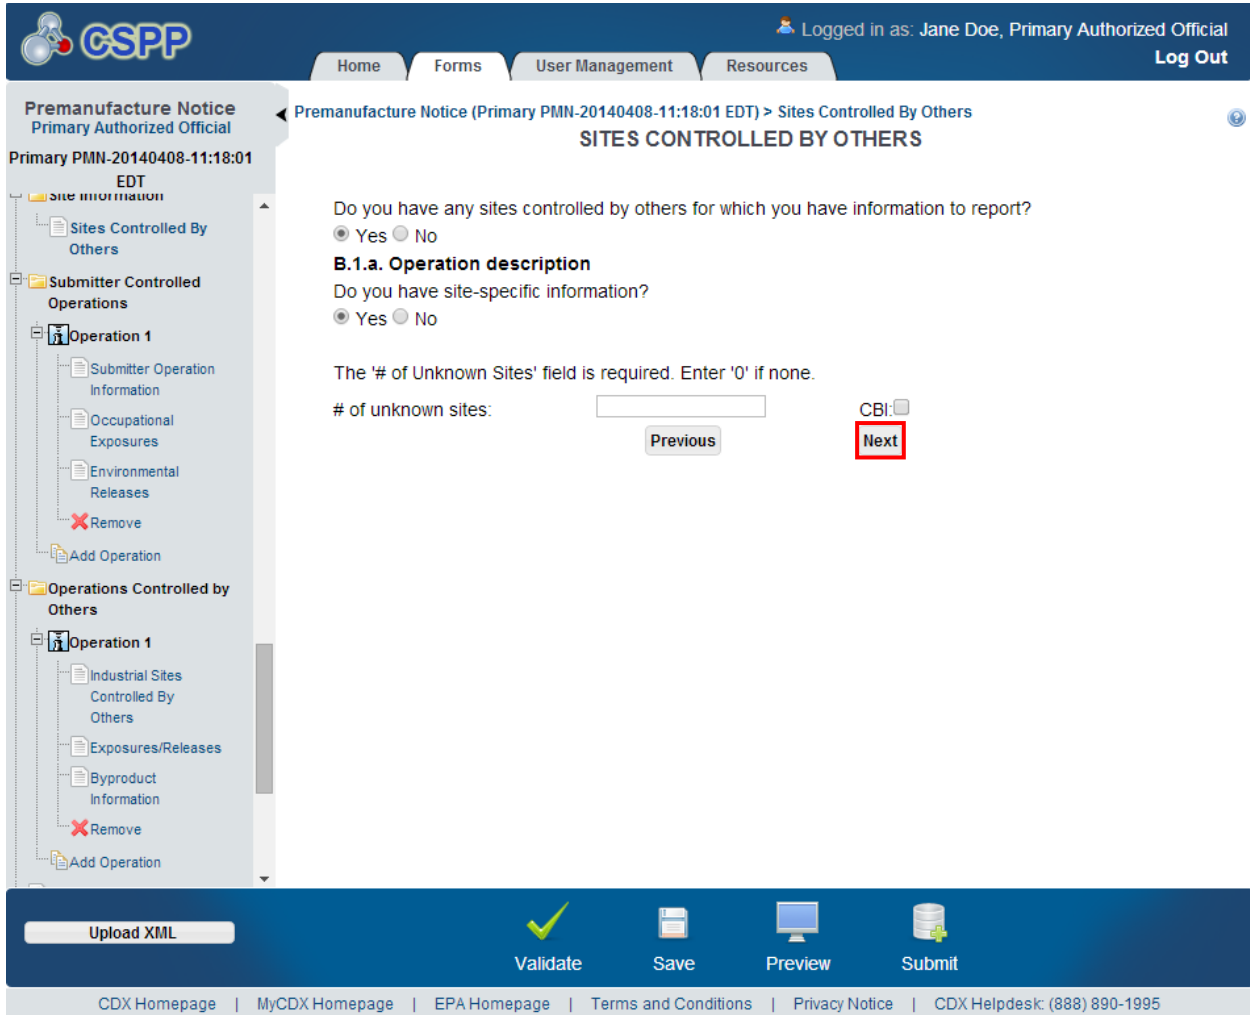 CSPP
Logged in as: Jane Doe, Primary Authorized Official
Log Out
Home
Forms
User Management
Resources
Premanufacture Notice
Primary Authorized Official
Primary PMN-20140408-11:18:01
EDT
Site Information
Sites Controlled By
Others
Submitter Controlled
Operations
Operation 1
Submitter Operation
Information
Occupational
Exposures
Environmental
Releases
Remove
Add Operation
Operations Controlled by
Others
Operation 1
Industrial Sites
Controlled By
Others
Exposures/Releases
Byproduct
Information
Remove
Add Operation
Premanufacture Notice (Primary PMN-20140408-11:18:01 EDT) > Sites Controlled By Others
SITES CONTROLLED BY OTHERS
Do you have any sites controlled by others for which you have information to report?
Yes No
B.1.a. Operation description
Do you have site-specific information?
Yes No
The '# of Unknown Sites' field is required. Enter '0' if none.
# of unknown sites: CBI:
Previous Next
Upload XML
Validate Save Preview Submit
CDX Homepage | MyCDX Homepage | EPA Homepage | Terms and Conditions | Privacy Notice | CDX Helpdesk: (888) 890-1995